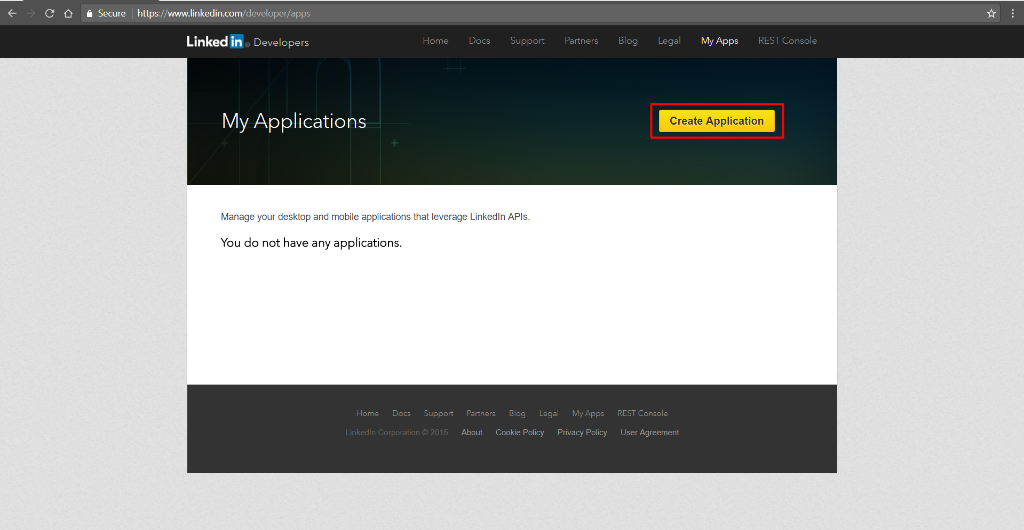 Secure https://www.linkedin.com/developer/apps
Linked in Developers Home Docs Support Partners Blog Legal My Apps REST Console
My Applications
Create Application
Manage your desktop and mobile applications that leverage LinkedIn APIs.
You do not have any applications.
Home Docs Support Partners Blog Legal My Apps REST Console
LinkedIn Corporation © 2015 About Cookie Policy Privacy Policy User Agreement